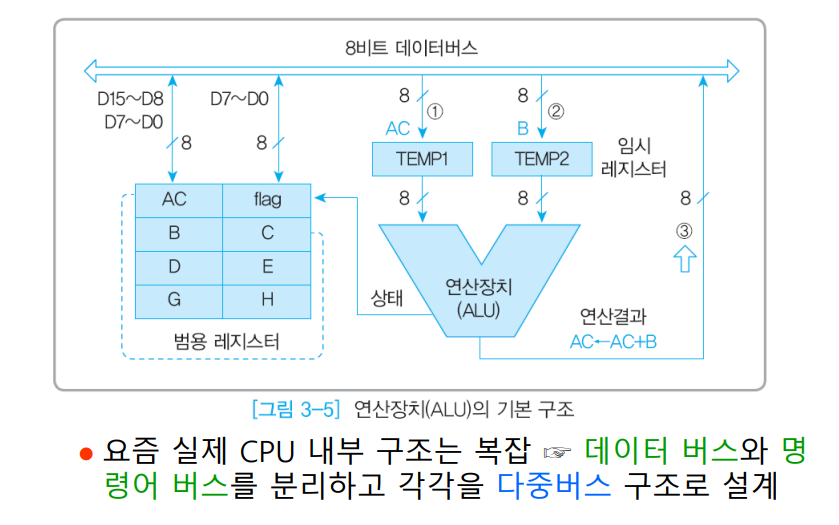 8비트 데이터버스
D15~D8
D7~D0
D7~D0
8
8
8
①
8
②
AC
B
TEMP1
TEMP2
임시
레지스터
8
8
8
③
AC
flag
B
C
D
E
G
H
범용 레지스터
상태
연산장치
(ALU)
연산결과
AC←AC+B
[그림 3-5] 연산장치(ALU)의 기본 구조
● 요즘 실제 CPU 내부 구조는 복잡 ☞ 데이터 버스와 명
령어 버스를 분리하고 각각을 다중버스 구조로 설계